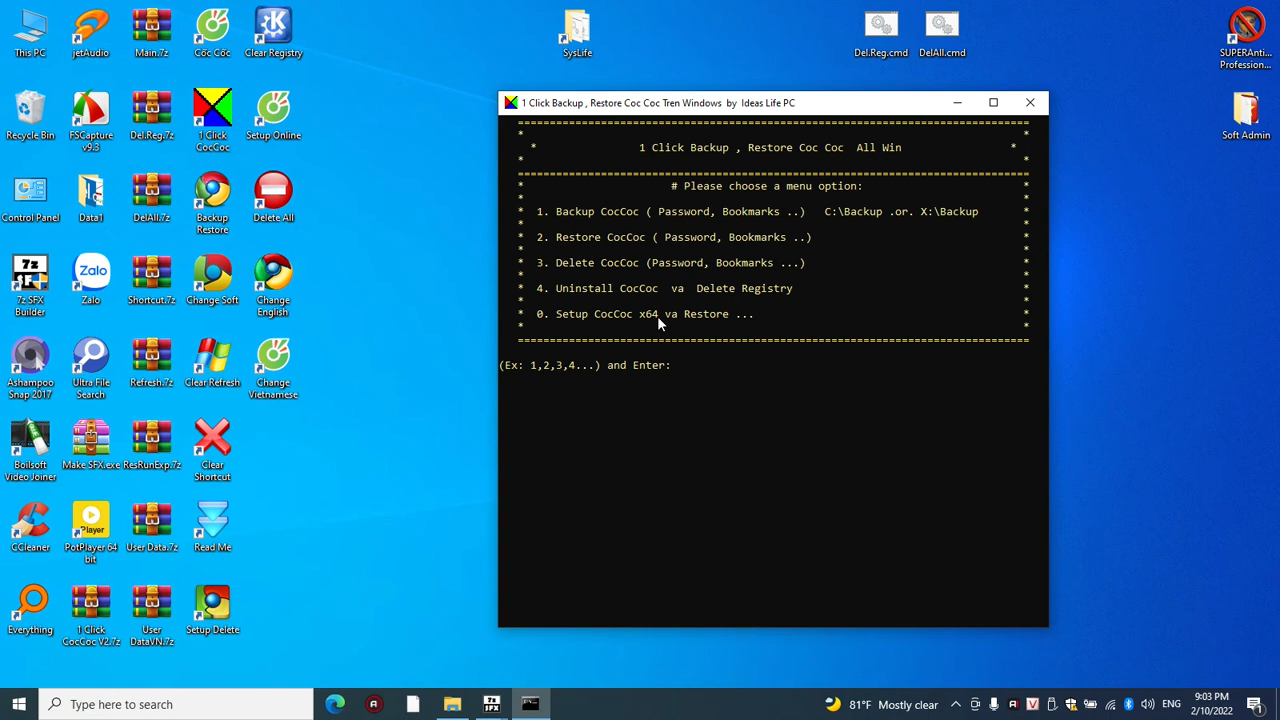 This PC
jetAudio
Main.7z
Cốc Cốc
Clear Registry
SysLife
Del.Reg.cmd
DelAll.cmd
SUPERAnti...
Profession...
Recycle Bin
FSCapture
v9.3
Del.Reg.7z
1 Click
CocCoc
Setup Online
Soft Admin
Control Panel
Data1
DelAll.7z
Backup
Restore
Delete All
7z SFX
Builder
Zalo
Zalo
Shortcut.7z
Change Soft
Change
English
Ashampoo
Snap 2017
Ultra File
Search
Refresh.7z
Clear Refresh
Change
Vietnamese
Boilsoft
Video Joiner
Make SFX.exe
ResRunExp.7z
Clear
Shortcut
CCleaner
Player
PotPlayer 64
bit
User Data.7z
Read Me
Everything
1 Click
CocCoc V2.7z
User
DataVN.7z
Setup Delete
1 Click Backup , Restore Coc Coc Tren Windows by Ideas Life PC
================================================================================
* *
* 1 Click Backup , Restore Coc Coc All Win *
* *
================================================================================
* # Please choose a menu option: *
* *
* 1. Backup CocCoc ( Password, Bookmarks ..) C:\Backup .or. X:\Backup *
* *
* 2. Restore CocCoc ( Password, Bookmarks ..) *
* *
* 3. Delete CocCoc (Password, Bookmarks ...) *
* *
* 4. Uninstall CocCoc va Delete Registry *
* *
* 0. Setup CocCoc x64 va Restore ... *
* *
================================================================================
(Ex: 1,2,3,4...) and Enter:
Type here to search
7z
SFX
81°F Mostly clear
ENG
9:03 PM
2/10/2022
1